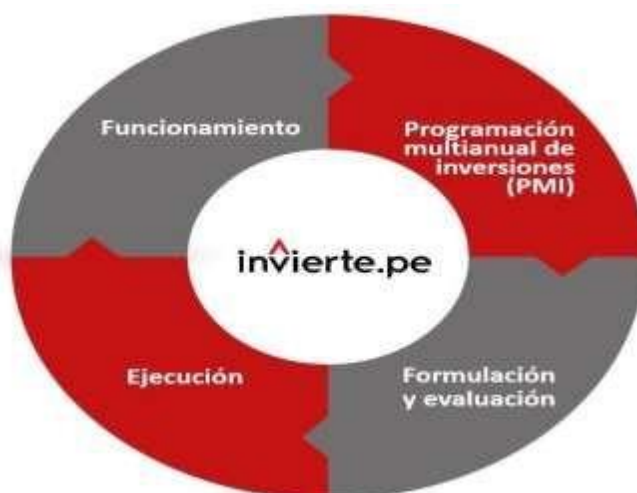 Funcionamiento
Programación
multianual de
inversiones
(PMI)
invierte.pe
Ejecución
Formulación
y evaluación